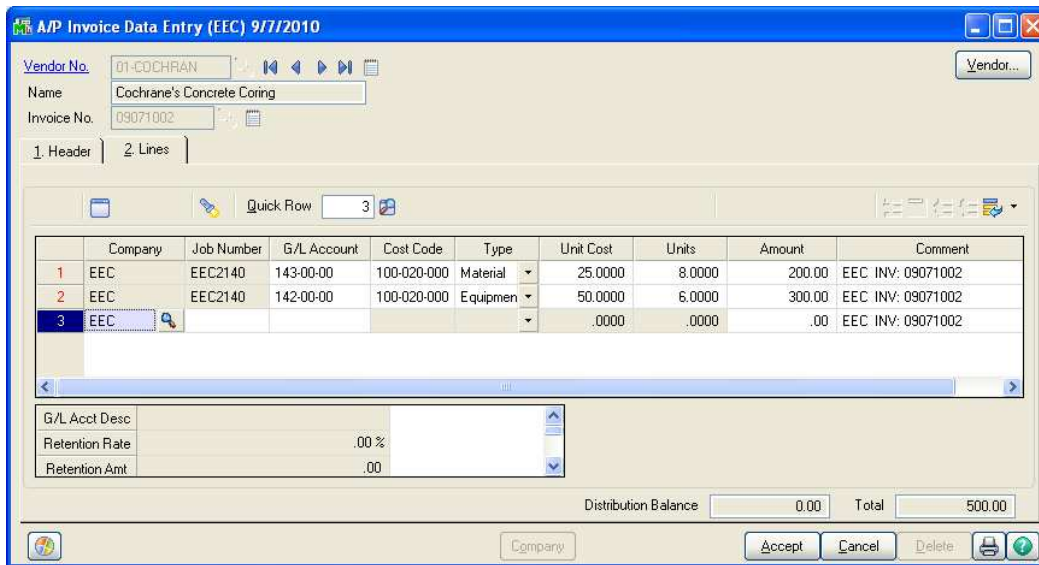 A/P Invoice Data Entry (EEC) 9/7/2010
Vendor No. 01-COCHRAN Vendor...
Name Cochrane's Concrete Coring
Invoice No. 09071002
1. Header 2. Lines
Quick Row 3
Company Job Number G/L Account Cost Code Type Unit Cost Units Amount Comment
1 EEC EEC2140 143-00-00 100-020-000 Material 25.0000 8.0000 200.00 EEC INV: 09071002
2 EEC EEC2140 142-00-00 100-020-000 Equipmen 50.0000 6.0000 300.00 EEC INV: 09071002
3 EEC .0000 .0000 .00 EEC INV: 09071002
G/L Acct Desc
Retention Rate .00 %
Retention Amt .00
Distribution Balance 0.00 Total 500.00
Company Accept Cancel Delete